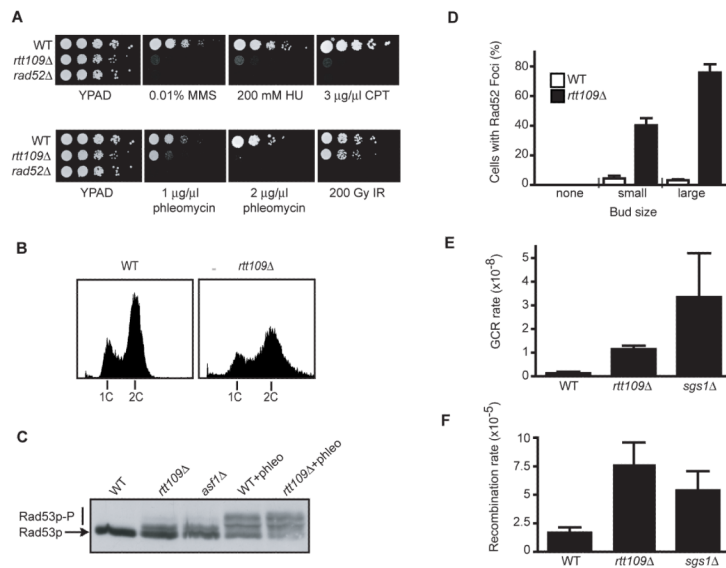 A
WT
rtt109Δ
rad52Δ
YPAD 0.01% MMS 200 mM HU 3 µg/µl CPT
WT
rtt109Δ
rad52Δ
YPAD 1 µg/µl phleomycin 2 µg/µl phleomycin 200 Gy IR
B
WT rtt109Δ
1C 2C 1C 2C
C
WT rtt109Δ asf1Δ WT+phleo rtt109Δ+phleo
Rad53p-P
Rad53p
D
Cells with Rad52 Foci (%)
80
60
40
20
0
WT
rtt109Δ
none small large
Bud size
E
GCR rate (x10-8)
5
4
3
2
1
0
WT rtt109Δ sgs1Δ
F
Recombination rate (x10-5)
10
7.5
5
2.5
0
WT rtt109Δ sgs1Δ